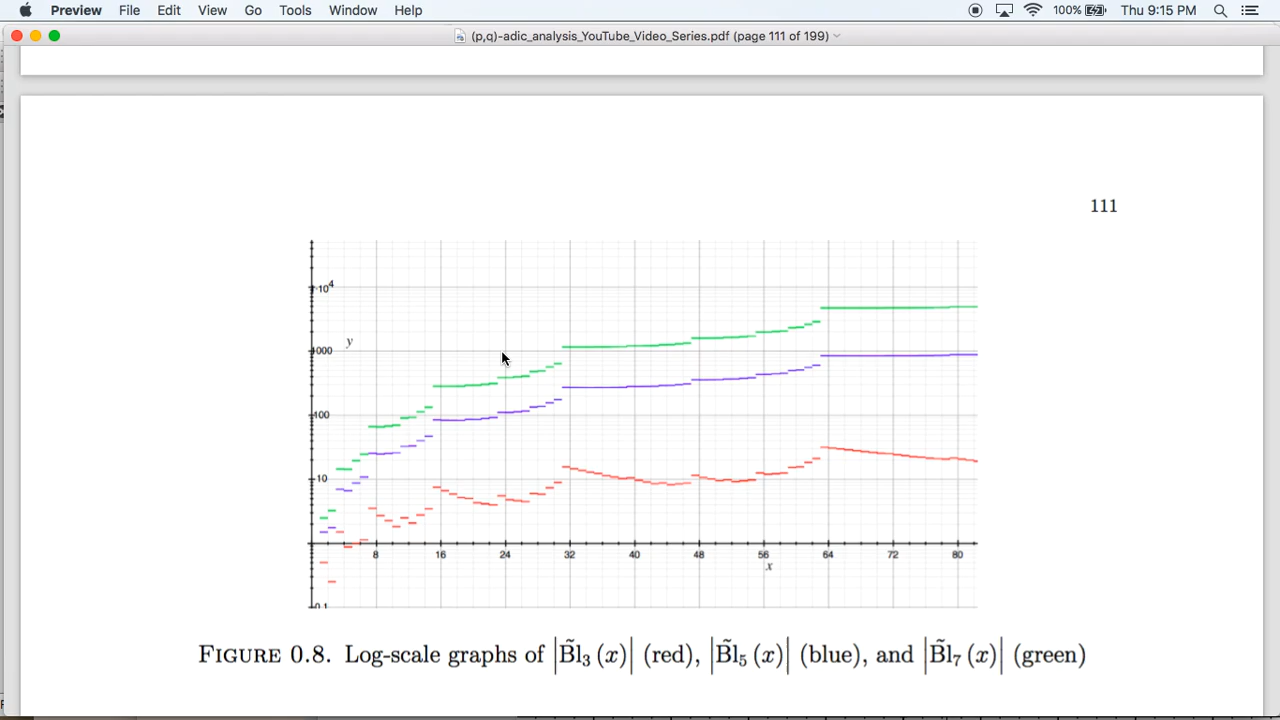 Preview File Edit View Go Tools Window Help 100% Thu 9:15 PM
(p,q)-adic_analysis_YouTube_Video_Series.pdf (page 111 of 199)
111
1·10⁴
y
1000
100
10
8 16 24 32 40 48 56 64 72 80
x
0.1
FIGURE 0.8. Log-scale graphs of |B̃l₃ (x)| (red), |B̃l₅ (x)| (blue), and |B̃l₇ (x)| (green)